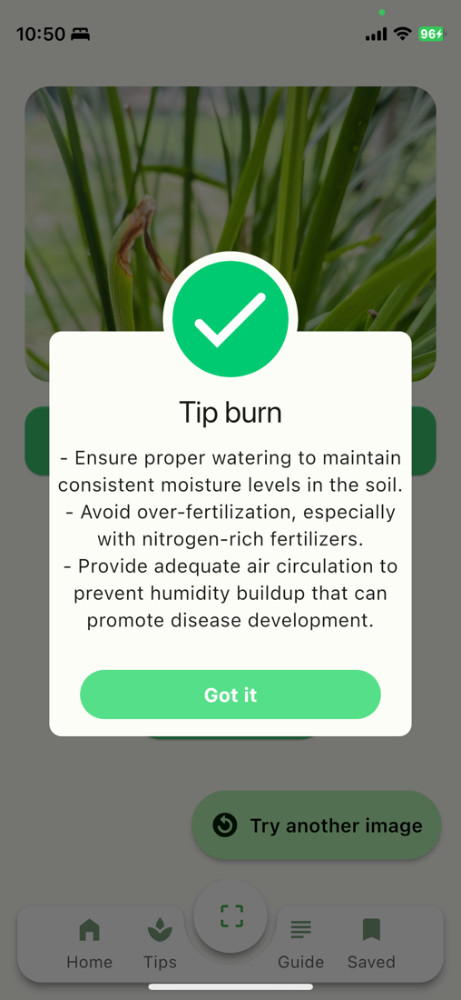 10:50
96
Tip burn
- Ensure proper watering to maintain
consistent moisture levels in the soil.
- Avoid over-fertilization, especially
with nitrogen-rich fertilizers.
- Provide adequate air circulation to
prevent humidity buildup that can
promote disease development.
Got it
Try another image
Home Tips Guide Saved